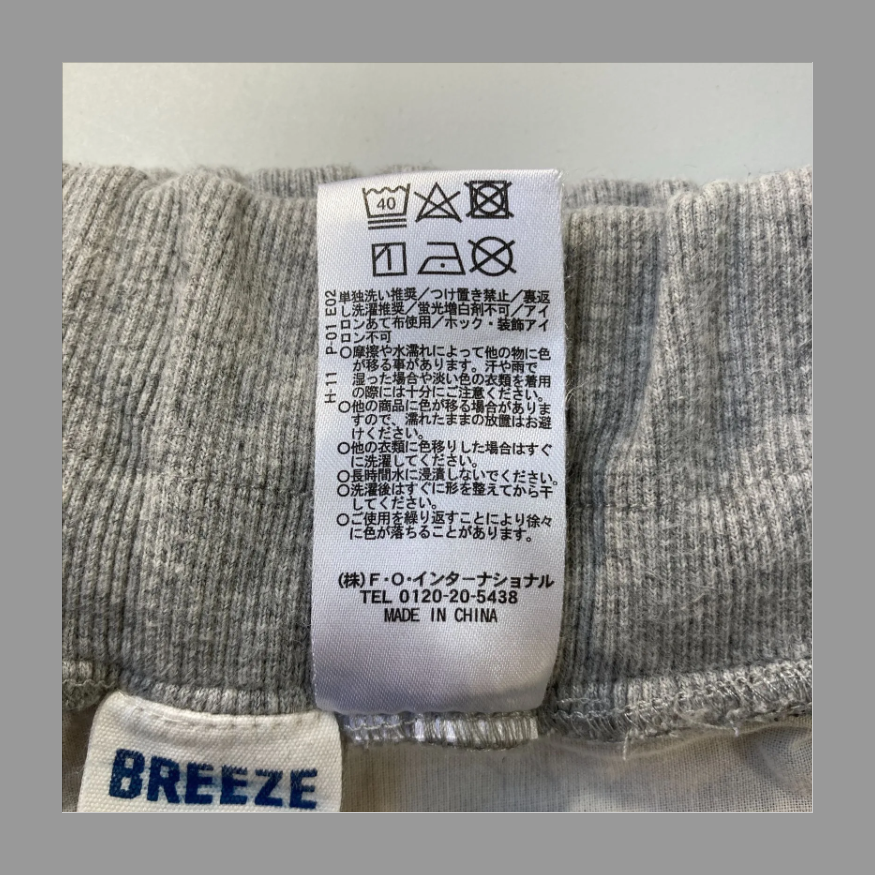 40
単独洗い推奨／つけ置き禁止／裏返
し洗濯推奨／蛍光増白剤不可／アイ
ロンあて布使用／ホック・装飾アイ
ロン不可
○摩擦や水濡れによって他の物に色
が移る事があります。汗や雨で
湿った場合や淡い色の衣類を着用
の際には十分にご注意ください。
○他の商品に色が移る場合がありま
すので、濡れたままの放置はお避
けください。
○他の衣類に色移りした場合はすぐ
に洗濯してください。
○長時間水に浸漬しないでください。
○洗濯後はすぐに形を整えてから干
してください。
○ご使用を繰り返すことにより徐々
に色が落ちることがあります。
H-11 P-01 E02
(株)F・O・インターナショナル
TEL 0120-20-5438
MADE IN CHINA
BREEZE